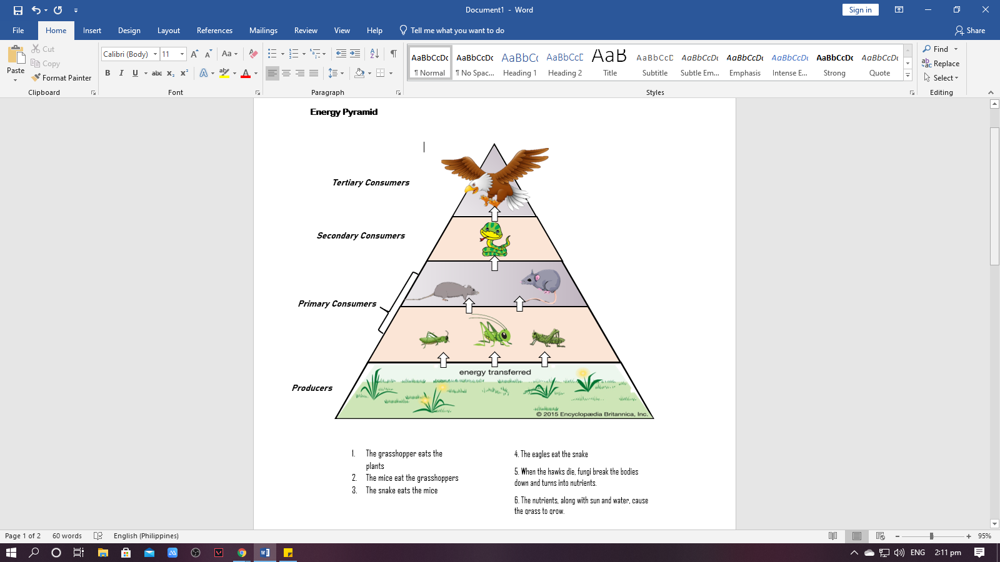 Document1 - Word
Sign in
File Home Insert Design Layout References Mailings Review View Help Tell me what you want to do Share
Paste
Cut
Copy
Format Painter
Clipboard
Calibri (Body) 11 A A Aa
B I U abc x₂ x² A ab A
Font
A Z ¶
Paragraph
AaBbCcDc AaBbCcDc AaBbCc AaBbCcD AaB AaBbCcD AaBbCcDc AaBbCcDc AaBbCcDc AaBbCcDc AaBbCcDc
¶ Normal ¶ No Spac... Heading 1 Heading 2 Title Subtitle Subtle Em... Emphasis Intense E... Strong Quote
Styles
Find
Replace
Select
Editing
Energy Pyramid
Tertiary Consumers
Secondary Consumers
Primary Consumers
energy transferred
Producers
© 2015 Encyclopædia Britannica, Inc.
1. The grasshopper eats the
plants
2. The mice eat the grasshoppers
3. The snake eats the mice
4. The eagles eat the snake
5. When the hawks die, fungi break the bodies
down and turns into nutrients.
6. The nutrients, along with sun and water, cause
the grass to grow.
Page 1 of 2 60 words English (Philippines) 95%
ENG 2:11 pm